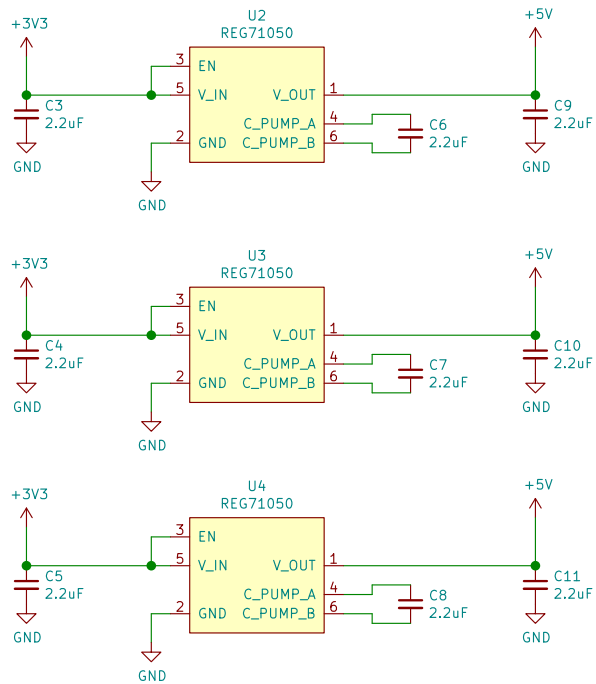 U2
REG71050
+3V3
+5V
3 EN
5 V_IN
V_OUT 1
C3
2.2uF
C9
2.2uF
C_PUMP_A 4
C6
2.2uF
2 GND
C_PUMP_B 6
GND
GND
GND
U3
REG71050
+3V3
+5V
3 EN
5 V_IN
V_OUT 1
C4
2.2uF
C10
2.2uF
C_PUMP_A 4
C7
2.2uF
2 GND
C_PUMP_B 6
GND
GND
GND
U4
REG71050
+3V3
+5V
3 EN
5 V_IN
V_OUT 1
C5
2.2uF
C11
2.2uF
C_PUMP_A 4
C8
2.2uF
2 GND
C_PUMP_B 6
GND
GND
GND